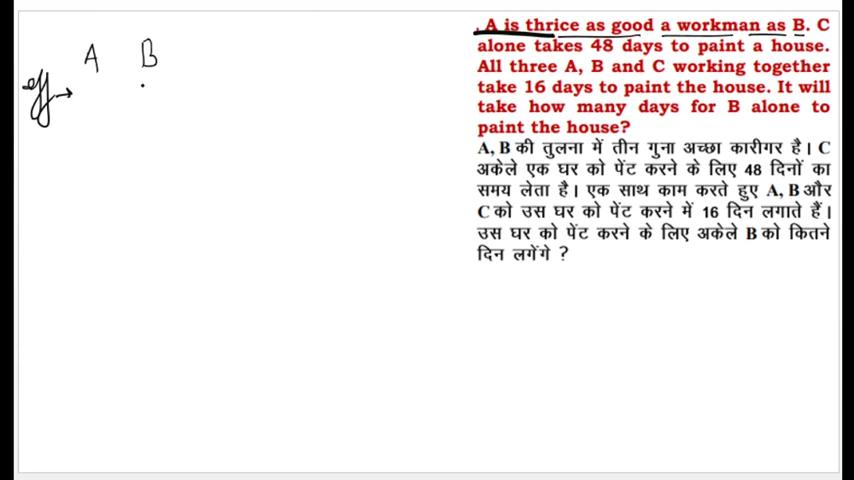 A B
eff →
. A is thrice as good a workman as B. C
alone takes 48 days to paint a house.
All three A, B and C working together
take 16 days to paint the house. It will
take how many days for B alone to
paint the house?
A, B की तुलना में तीन गुना अच्छा कारीगर है। C
अकेले एक घर को पेंट करने के लिए 48 दिनों का
समय लेता है। एक साथ काम करते हुए A, B और
C को उस घर को पेंट करने में 16 दिन लगाते हैं।
उस घर को पेंट करने के लिए अकेले B को कितने
दिन लगेंगे ?